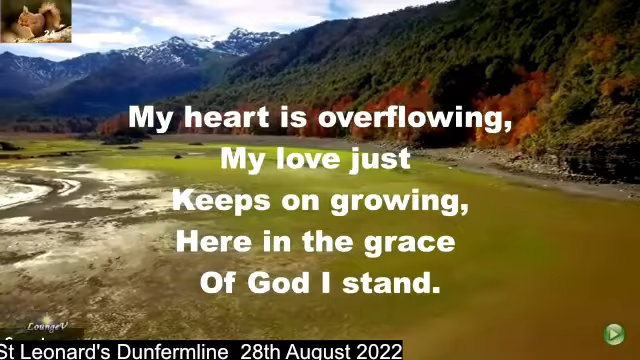 My heart is overflowing,
My love just
Keeps on growing,
Here in the grace
Of God I stand.
LoungeV
St Leonard's Dunfermline 28th August 2022